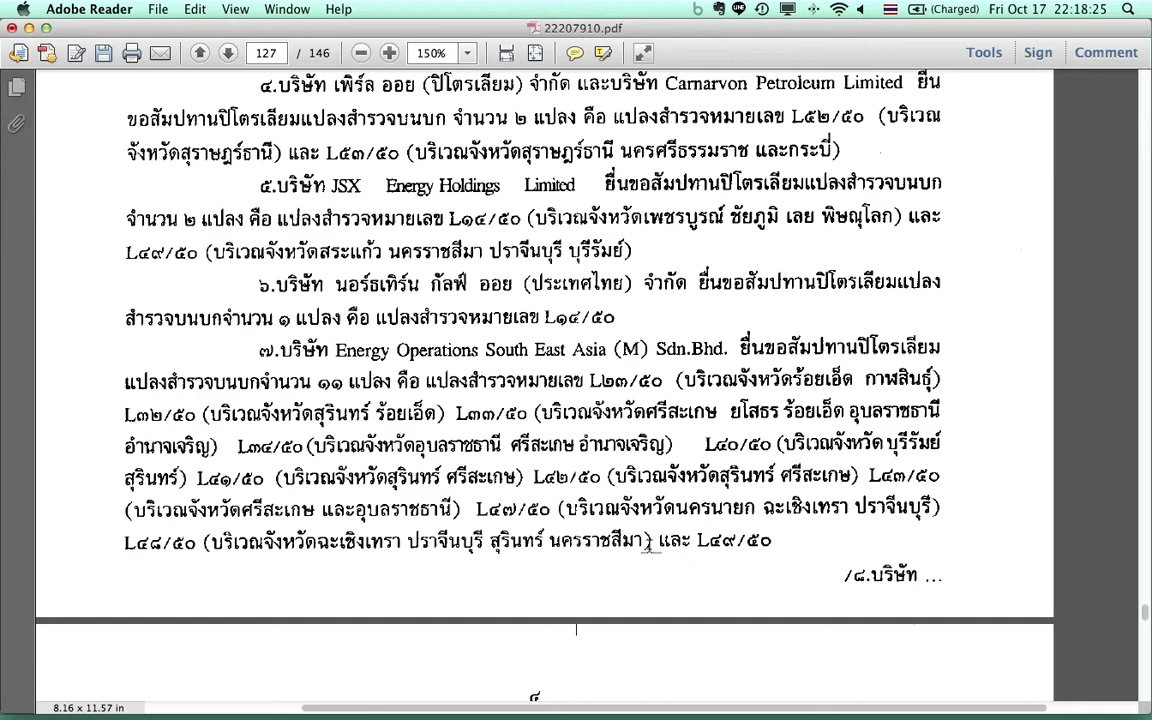 Adobe Reader File Edit View Window Help (Charged) Fri Oct 17 22:18:25
22207910.pdf
127 / 146 150% Tools Sign Comment
๔.บริษัท เพิร์ล ออย (ปิโตรเลียม) จำกัด และบริษัท Carnarvon Petroleum Limited ยื่น
ขอสัมปทานปิโตรเลียมแปลงสำรวจบนบก จำนวน ๒ แปลง คือ แปลงสำรวจหมายเลข L๕๒/๕๐ (บริเวณ
จังหวัดสุราษฎร์ธานี) และ L๕๓/๕๐ (บริเวณจังหวัดสุราษฎร์ธานี นครศรีธรรมราช และกระบี่)
๕.บริษัท JSX Energy Holdings Limited ยื่นขอสัมปทานปิโตรเลียมแปลงสำรวจบนบก
จำนวน ๒ แปลง คือ แปลงสำรวจหมายเลข L๑๔/๕๐ (บริเวณจังหวัดเพชรบูรณ์ ชัยภูมิ เลย พิษณุโลก) และ
L๔๙/๕๐ (บริเวณจังหวัดสระแก้ว นครราชสีมา ปราจีนบุรี บุรีรัมย์)
๖.บริษัท นอร์ธเทิร์น กัลฟ์ ออย (ประเทศไทย) จำกัด ยื่นขอสัมปทานปิโตรเลียมแปลง
สำรวจบนบกจำนวน ๑ แปลง คือ แปลงสำรวจหมายเลข L๑๔/๕๐
๗.บริษัท Energy Operations South East Asia (M) Sdn.Bhd. ยื่นขอสัมปทานปิโตรเลียม
แปลงสำรวจบนบกจำนวน ๑๑ แปลง คือ แปลงสำรวจหมายเลข L๒๓/๕๐ (บริเวณจังหวัดร้อยเอ็ด กาฬสินธุ์)
L๓๒/๕๐ (บริเวณจังหวัดสุรินทร์ ร้อยเอ็ด) L๓๓/๕๐ (บริเวณจังหวัดศรีสะเกษ ยโสธร ร้อยเอ็ด อุบลราชธานี
อำนาจเจริญ) L๓๔/๕๐ (บริเวณจังหวัดอุบลราชธานี ศรีสะเกษ อำนาจเจริญ) L๔๐/๕๐ (บริเวณจังหวัด บุรีรัมย์
สุรินทร์) L๔๑/๕๐ (บริเวณจังหวัดสุรินทร์ ศรีสะเกษ) L๔๒/๕๐ (บริเวณจังหวัดสุรินทร์ ศรีสะเกษ) L๔๓/๕๐
(บริเวณจังหวัดศรีสะเกษ และอุบลราชธานี) L๔๗/๕๐ (บริเวณจังหวัดนครนายก ฉะเชิงเทรา ปราจีนบุรี)
L๔๘/๕๐ (บริเวณจังหวัดฉะเชิงเทรา ปราจีนบุรี สุรินทร์ นครราชสีมา) และ L๔๙/๕๐
/๘.บริษัท ...
8.16 x 11.57 in